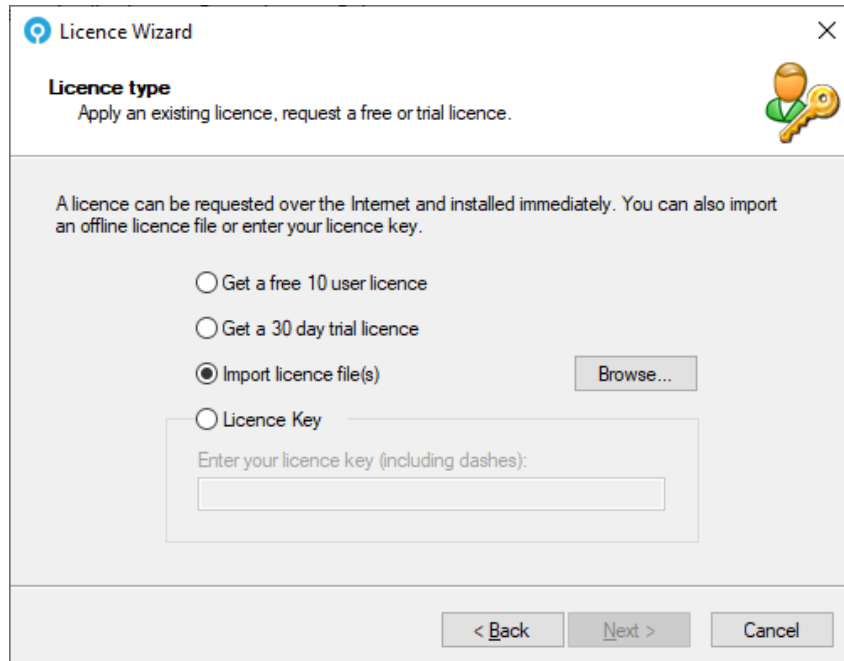 Licence Wizard
Licence type
Apply an existing licence, request a free or trial licence.
A licence can be requested over the Internet and installed immediately. You can also import
an offline licence file or enter your licence key.
Get a free 10 user licence
Get a 30 day trial licence
Import licence file(s)
Browse...
Licence Key
Enter your licence key (including dashes):
< Back
Next >
Cancel